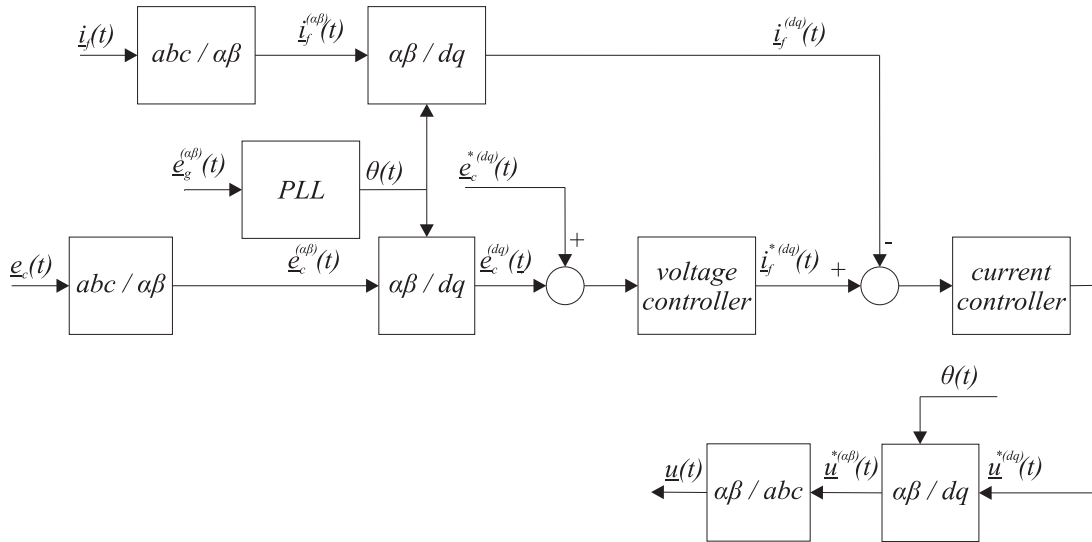 i_f(t)
abc / αβ
i_f^(αβ)(t)
αβ / dq
i_f^(dq)(t)
e_g^(αβ)(t)
PLL
θ(t)
e_c^*(dq)(t)
+
-
e_c(t)
abc / αβ
e_c^(αβ)(t)
αβ / dq
e_c^(dq)(t)
voltage
controller
i_f^*(dq)(t)
+
current
controller
θ(t)
u(t)
αβ / abc
u^*(αβ)(t)
αβ / dq
u^*(dq)(t)